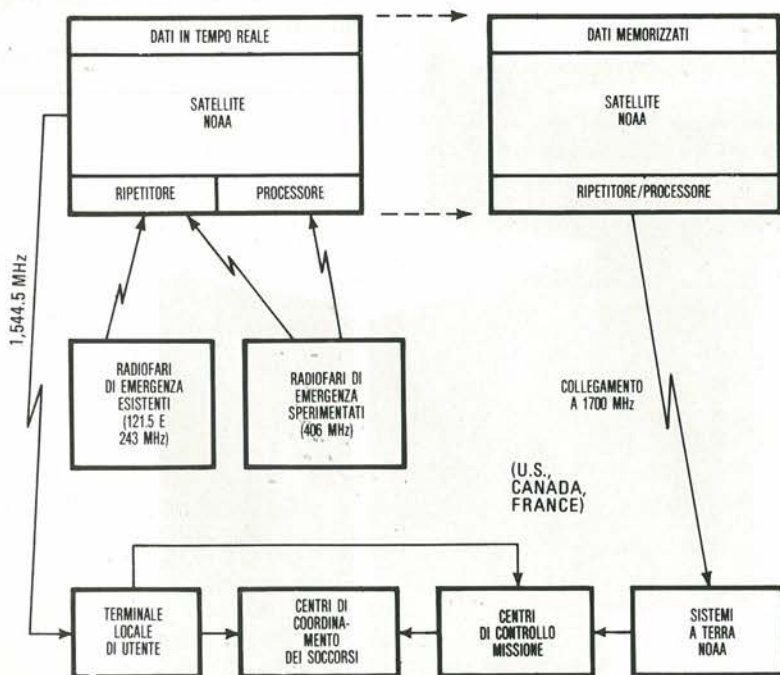 DATI IN TEMPO REALE
SATELLITE
NOAA
RIPETITORE
PROCESSORE
DATI MEMORIZZATI
SATELLITE
NOAA
RIPETITORE/PROCESSORE
1,544.5 MHz
RADIOFARI
DI EMERGENZA
ESISTENTI
(121.5 E
243 MHz)
RADIOFARI DI
EMERGENZA
SPERIMENTATI
(406 MHz)
COLLEGAMENTO
A 1700 MHz
(U.S.,
CANADA,
FRANCE)
TERMINALE
LOCALE
DI UTENTE
CENTRI DI
COORDINA-
MENTO
DEI SOCCORSI
CENTRI
DI CONTROLLO
MISSIONE
SISTEMI
A TERRA
NOAA